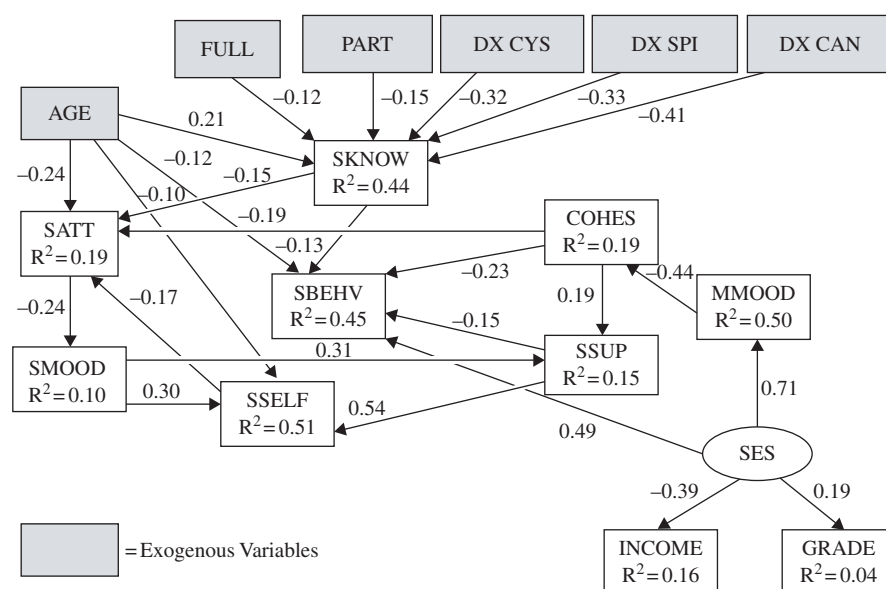 FULL
PART
DX CYS
DX SPI
DX CAN
AGE
–0.12
–0.15
–0.32
–0.33
–0.41
0.21
–0.12
–0.24
–0.10
–0.15
SKNOW
R² = 0.44
–0.19
SATT
R² = 0.19
COHES
R² = 0.19
–0.13
–0.23
–0.44
–0.24
–0.17
SBEHV
R² = 0.45
0.19
MMOOD
R² = 0.50
–0.15
SMOOD
R² = 0.10
0.31
SSUP
R² = 0.15
0.30
SSELF
R² = 0.51
0.54
0.71
0.49
SES
–0.39
0.19
= Exogenous Variables
INCOME
R² = 0.16
GRADE
R² = 0.04